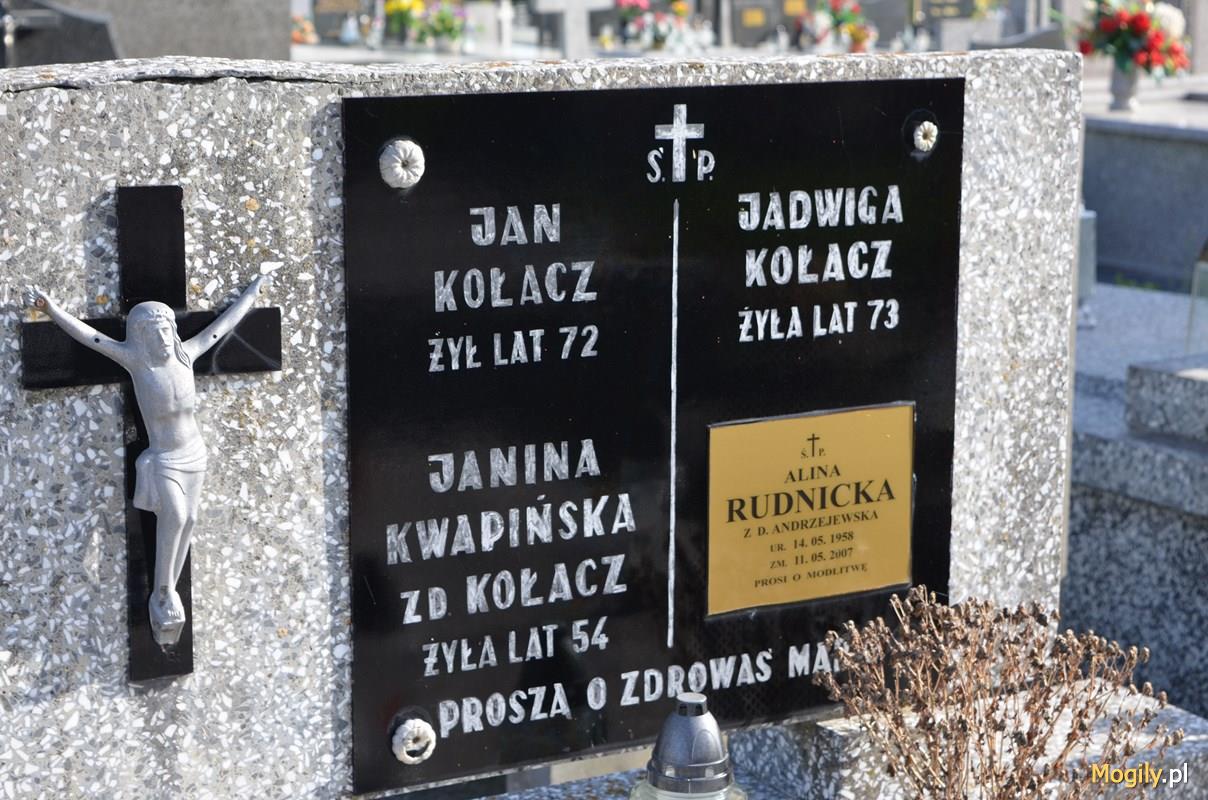 Ś. P.
JAN
KOŁACZ
ŻYŁ LAT 72
JADWIGA
KOŁACZ
ŻYŁA LAT 73
JANINA
KWAPIŃSKA
ZD. KOŁACZ
ŻYŁA LAT 54
Ś. P.
ALINA
RUDNICKA
Z D. ANDRZEJEWSKA
UR. 14. 05. 1958
ZM. 11. 05. 2007
PROSI O MODLITWĘ
PROSZĄ O ZDROWAŚ
Mogily.pl